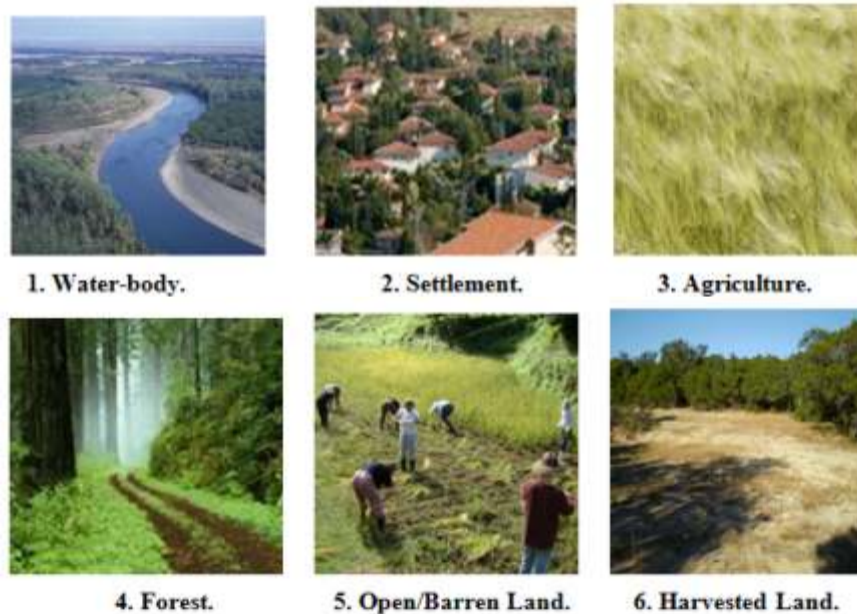 1. Water-body.
2. Settlement.
3. Agriculture.
4. Forest.
5. Open/Barren Land.
6. Harvested Land.